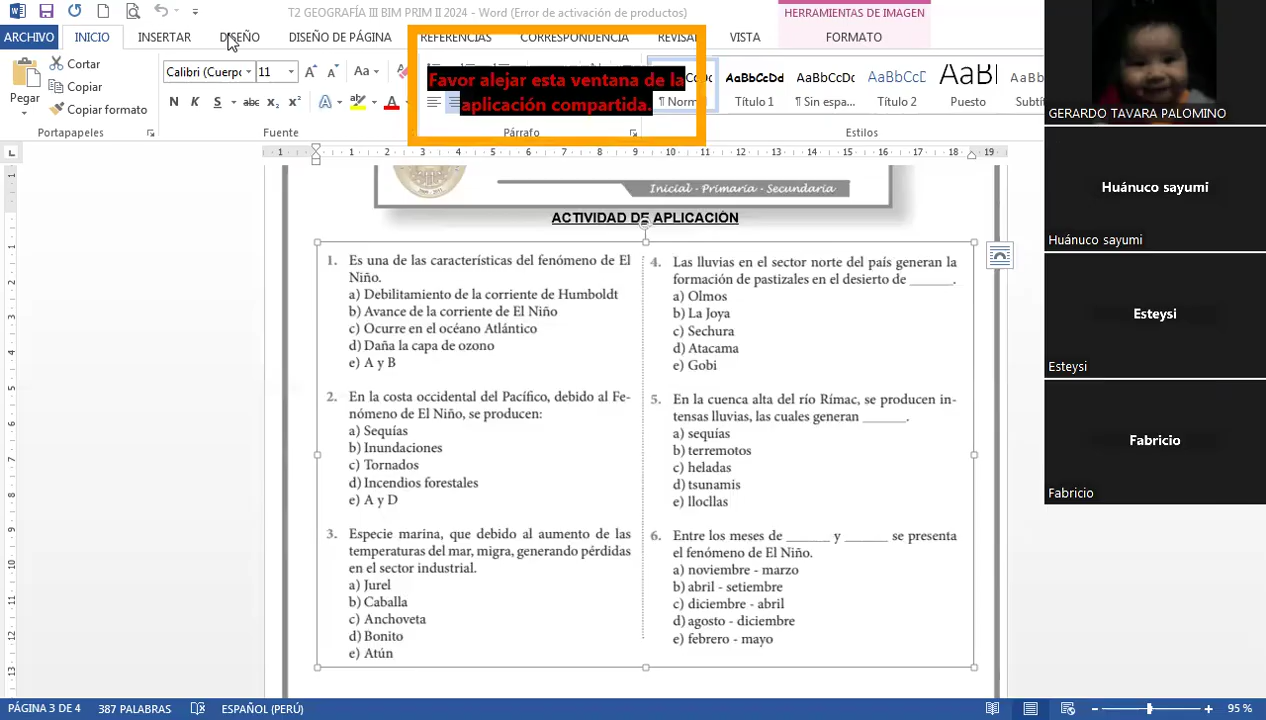 T2 GEOGRAFÍA III BIM PRIM II 2024 - Word (Error de activación de productos)
HERRAMIENTAS DE IMAGEN
ARCHIVO INICIO INSERTAR DISEÑO DISEÑO DE PÁGINA REFERENCIAS CORRESPONDENCIA REVISAR VISTA FORMATO
Pegar
Cortar
Copiar
Copiar formato
Portapapeles
Calibri (Cuerpo 11
N K S abc x₂ x²
Aa
Fuente
Favor alejar esta ventana de la
aplicación compartida.
Párrafo
AaBbCcDd AaBbCcDc AaBbCcD AaB
¶ Norm Título 1 ¶ Sin espa... Título 2 Puesto
Estilos
GERARDO TAVARA PALOMINO
Huánuco sayumi
Huánuco sayumi
Esteysi
Esteysi
Fabricio
Fabricio
Inicial - Primaria - Secundaria
ACTIVIDAD DE APLICACIÓN
1. Es una de las características del fenómeno de El
Niño.
a) Debilitamiento de la corriente de Humboldt
b) Avance de la corriente de El Niño
c) Ocurre en el océano Atlántico
d) Daña la capa de ozono
e) A y B
2. En la costa occidental del Pacífico, debido al Fe-
nómeno de El Niño, se producen:
a) Sequías
b) Inundaciones
c) Tornados
d) Incendios forestales
e) A y D
3. Especie marina, que debido al aumento de las
temperaturas del mar, migra, generando pérdidas
en el sector industrial.
a) Jurel
b) Caballa
c) Anchoveta
d) Bonito
e) Atún
4. Las lluvias en el sector norte del país generan la
formación de pastizales en el desierto de ______.
a) Olmos
b) La Joya
c) Sechura
d) Atacama
e) Gobi
5. En la cuenca alta del río Rímac, se producen in-
tensas lluvias, las cuales generan ______.
a) sequías
b) terremotos
c) heladas
d) tsunamis
e) llocllas
6. Entre los meses de ______ y ______ se presenta
el fenómeno de El Niño.
a) noviembre - marzo
b) abril - setiembre
c) diciembre - abril
d) agosto - diciembre
e) febrero - mayo
PÁGINA 3 DE 4 387 PALABRAS ESPAÑOL (PERÚ) 95 %